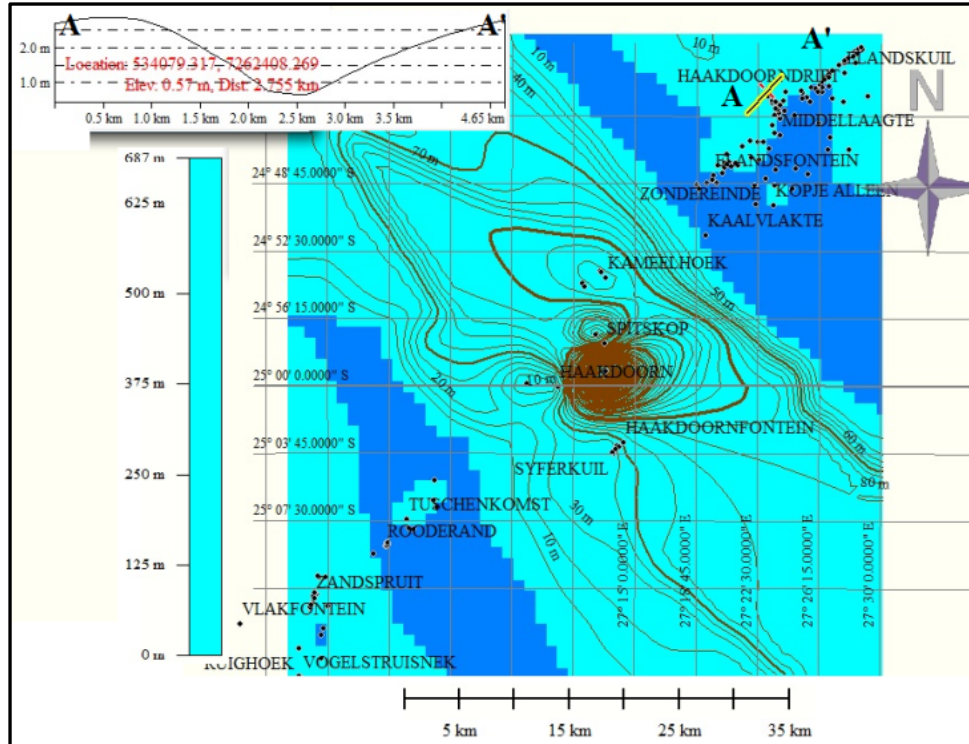 A A'
2.0 m
Location: 534079.317, 7262408.269
Elev: 0.57 m, Dist: 2.755 km
1.0 m
0.5 km 1.0 km 2.0 km 2.5 km 3.0 km 3.5 km 4.65 km
687 m
625 m
500 m
375 m
250 m
125 m
0 m
10 m
10 m
40 m
A'
ELANDSKUIL
HAAKDOORNDRIFT
A
N
MIDDELLAAGTE
70 m
24° 48' 45.0000" S
ELANDSFONTEIN
ZONDEREINDE
KOPJE ALLEEN
KAALVLAKTE
24° 52' 30.0000" S
KAMEELHOEK
50 m
24° 56' 15.0000" S
SPITSKOP
HAAKDOORN
25° 00' 0.0000" S
20 m
10 m
HAAKDOORNFONTEIN
60 m
25° 03' 45.0000" S
SYFERKUIL
80 m
25° 07' 30.0000" S
TUSCHENKOMST
30 m
ROODERAND
10 m
27° 15' 0.0000" E
27° 18' 45.0000" E
27° 22' 30.0000" E
27° 26' 15.0000" E
27° 30' 0.0000" E
ZANDSPRUIT
VLAKFONTEIN
RUIGHOEK
VOGELSTRUISNEK
5 km 15 km 25 km 35 km